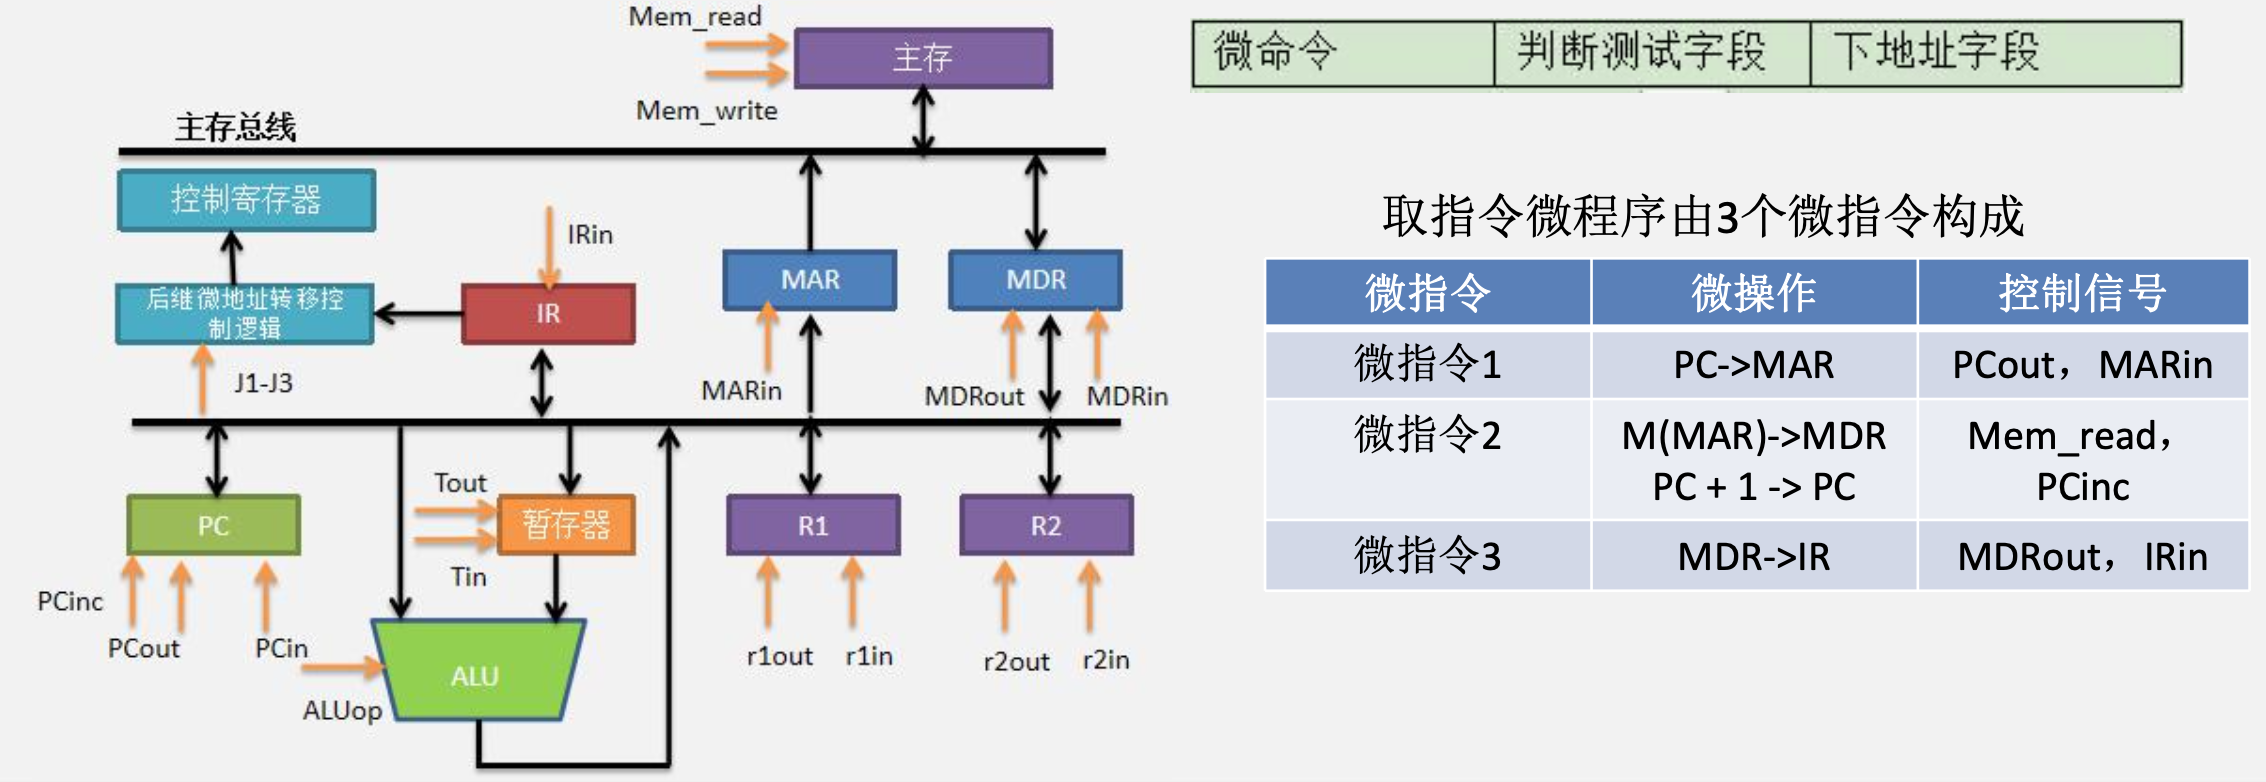 Mem_read
主存
Mem_write
主存总线
控制寄存器
IRin
后继微地址转移控
制逻辑
IR
MAR
MDR
J1-J3
MARin
MDRout
MDRin
PC
Tout
暂存器
Tin
R1
R2
PCinc
PCout
PCin
ALUop
ALU
r1out
r1in
r2out
r2in
微命令 判断测试字段 下地址字段
取指令微程序由3个微指令构成
微指令 微操作 控制信号
微指令1 PC->MAR PCout，MARin
微指令2 M(MAR)->MDR Mem_read，
PC + 1 -> PC PCinc
微指令3 MDR->IR MDRout，IRin